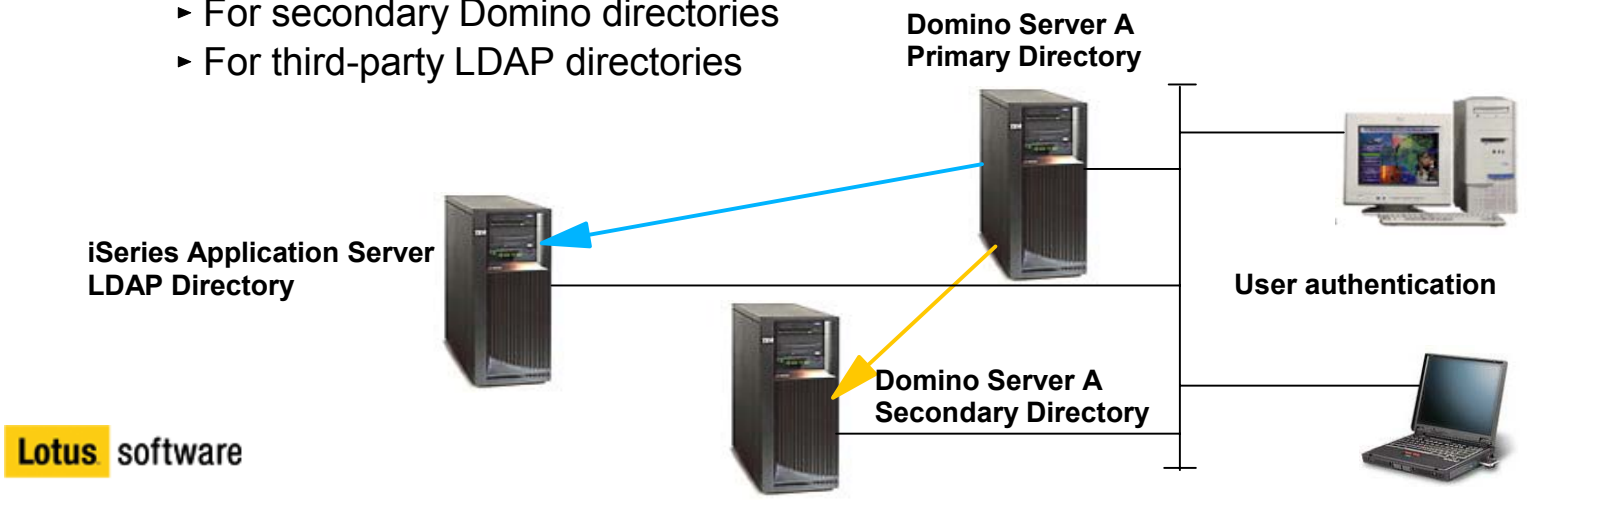 ► For secondary Domino directories
► For third-party LDAP directories
Domino Server A
Primary Directory
iSeries Application Server
LDAP Directory
User authentication
Domino Server A
Secondary Directory
Lotus. software